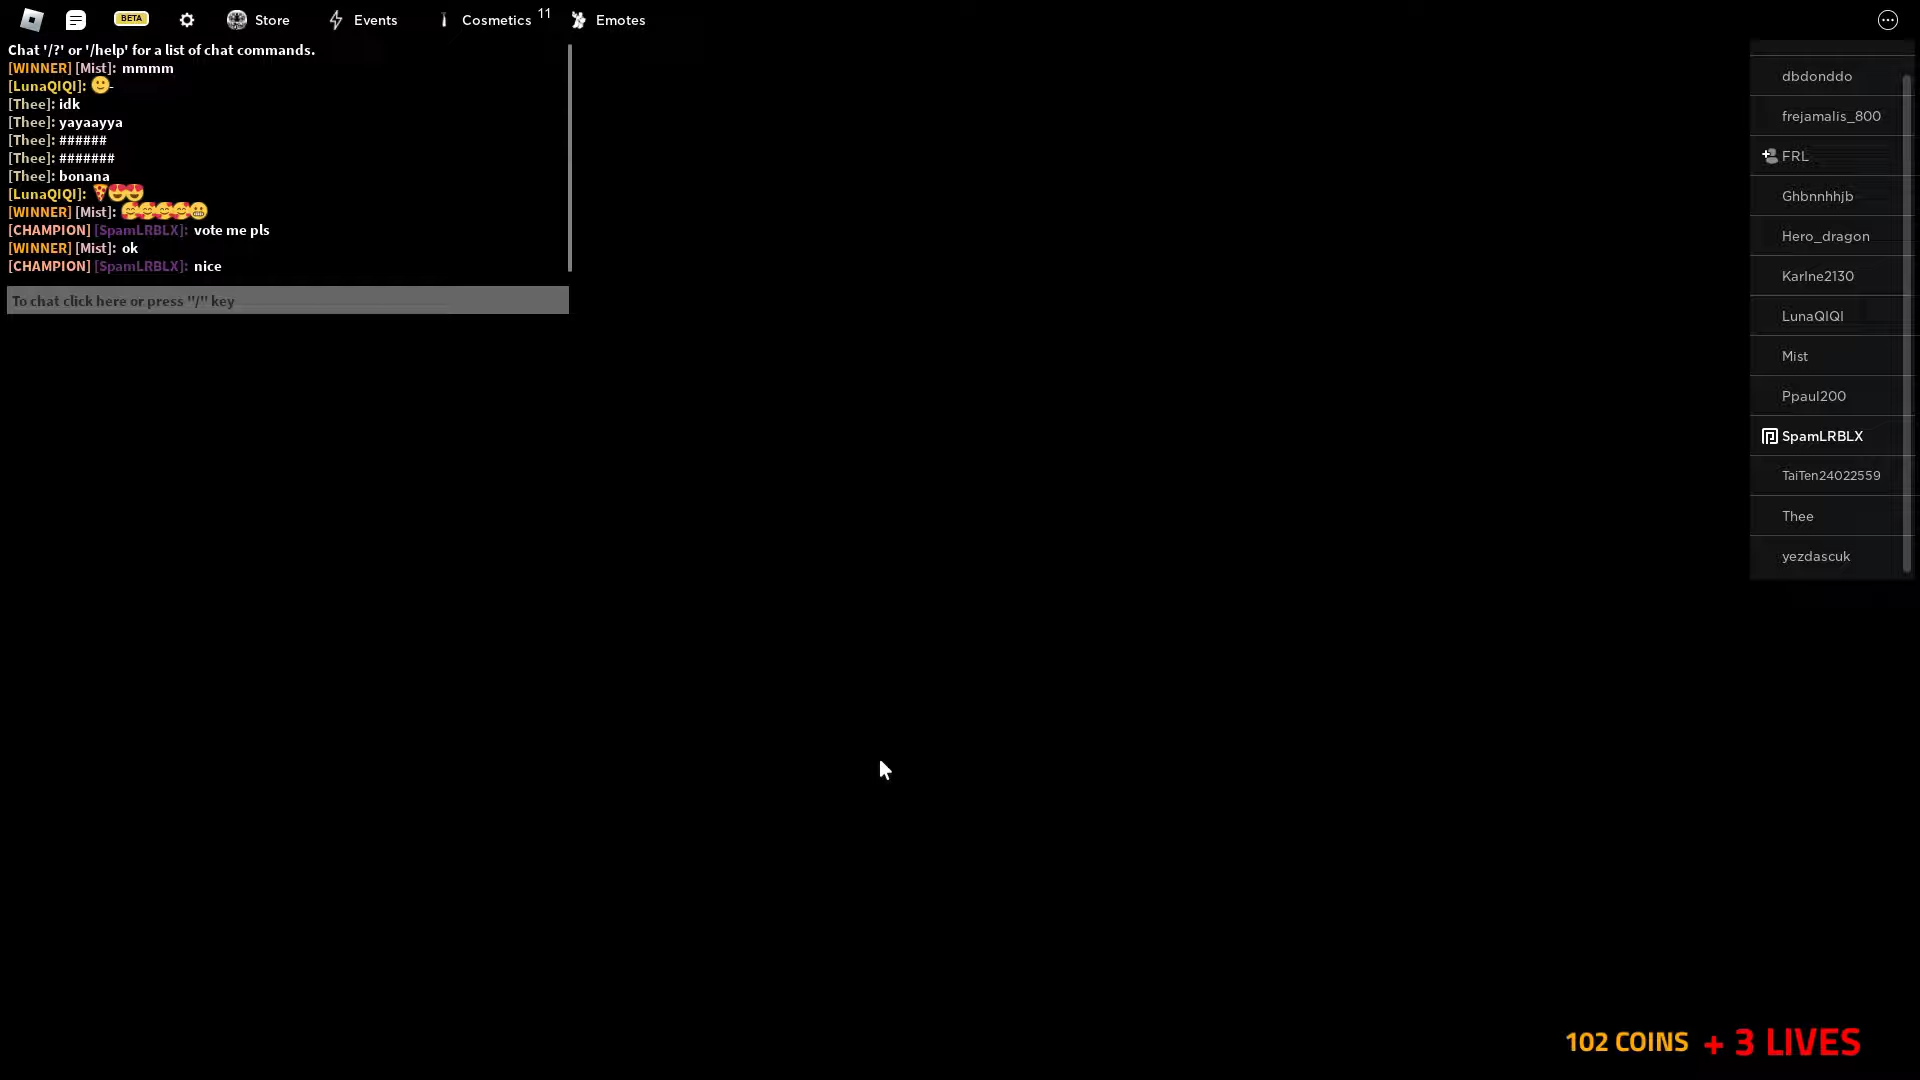 BETA
Store
Events
Cosmetics 11
Emotes
Chat '/?' or '/help' for a list of chat commands.
[WINNER] [Mist]: mmmm
[LunaQIQI]: 🙂-
[Thee]: idk
[Thee]: yayaayya
[Thee]: ######
[Thee]: #######
[Thee]: bonana
[LunaQIQI]: 🍕😍😍
[WINNER] [Mist]: 🥰🥰🥰🥰😬
[CHAMPION] [SpamLRBLX]: vote me pls
[WINNER] [Mist]: ok
[CHAMPION] [SpamLRBLX]: nice
To chat click here or press "/" key
dbdonddo
frejamalis_800
FRL
Ghbnnhhjb
Hero_dragon
KarIne2130
LunaQIQI
Mist
Ppaul200
SpamLRBLX
TaiTen24022559
Thee
yezdascuk
102 COINS + 3 LIVES